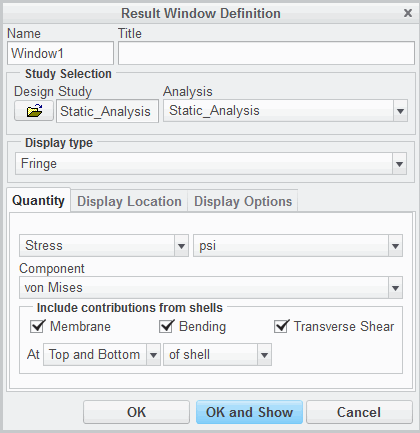 Result Window Definition
Name Title
Window1
Study Selection
Design Study Analysis
Static_Analysis Static_Analysis
Display type
Fringe
Quantity Display Location Display Options
Stress psi
Component
von Mises
Include contributions from shells
Membrane Bending Transverse Shear
At Top and Bottom of shell
OK OK and Show Cancel